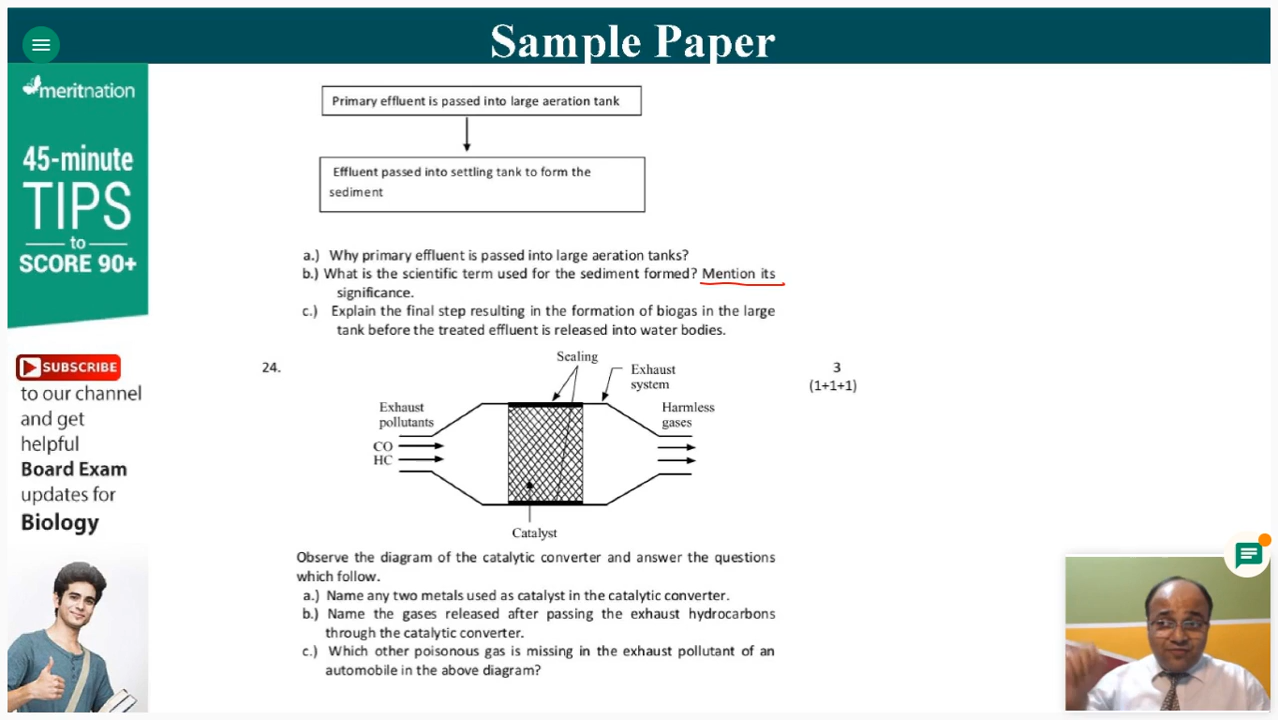 Sample Paper
meritnation
45-minute
TIPS
to
SCORE 90+
SUBSCRIBE
to our channel
and get
helpful
Board Exam
updates for
Biology
Primary effluent is passed into large aeration tank
Effluent passed into settling tank to form the
sediment
a.) Why primary effluent is passed into large aeration tanks?
b.) What is the scientific term used for the sediment formed? Mention its
significance.
c.) Explain the final step resulting in the formation of biogas in the large
tank before the treated effluent is released into water bodies.
24.
3
(1+1+1)
Sealing
Exhaust
system
Exhaust
pollutants
Harmless
gases
CO
HC
Catalyst
Observe the diagram of the catalytic converter and answer the questions
which follow.
a.) Name any two metals used as catalyst in the catalytic converter.
b.) Name the gases released after passing the exhaust hydrocarbons
through the catalytic converter.
c.) Which other poisonous gas is missing in the exhaust pollutant of an
automobile in the above diagram?